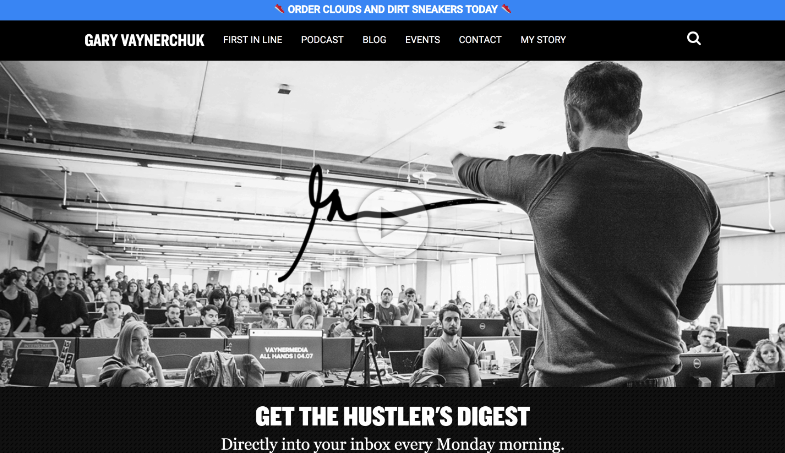 ORDER CLOUDS AND DIRT SNEAKERS TODAY
GARY VAYNERCHUK FIRST IN LINE PODCAST BLOG EVENTS CONTACT MY STORY
VAYNERMEDIA
ALL HANDS | 04.07
GET THE HUSTLER'S DIGEST
Directly into your inbox every Monday morning.